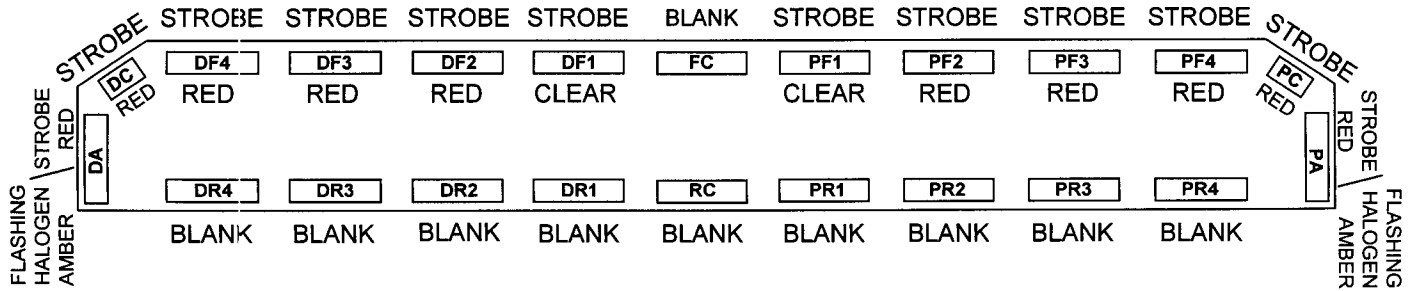 STROBE STROBE STROBE STROBE BLANK STROBE STROBE STROBE STROBE
STROBE
STROBE
DF4 DF3 DF2 DF1 FC PF1 PF2 PF3 PF4
DC
RED
PC
RED
RED RED RED CLEAR CLEAR RED RED RED
STROBE
RED
DA
STROBE
RED
PA
DR4 DR3 DR2 DR1 RC PR1 PR2 PR3 PR4
BLANK BLANK BLANK BLANK BLANK BLANK BLANK BLANK BLANK
FLASHING
HALOGEN
AMBER
FLASHING
HALOGEN
AMBER